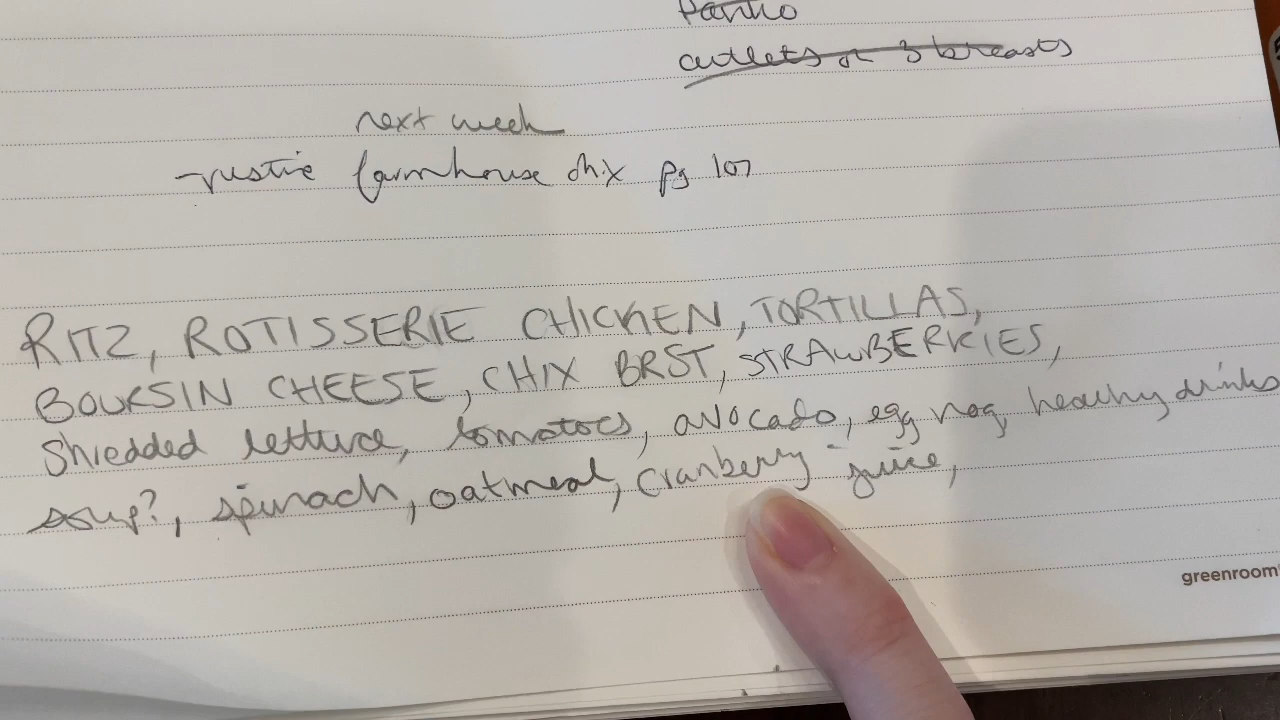 Panko
cutlets or 3 breasts
next week
-rustic farmhouse chix pg 107
RITZ, ROTISSERIE CHICKEN, TORTILLAS,
BOURSIN CHEESE, CHIX BRST, STRAWBERRIES,
Shredded lettuce, tomatoes, avocado, egg nog, healthy drinks
soup?, spinach, oatmeal, cranberry juice,
greenroom